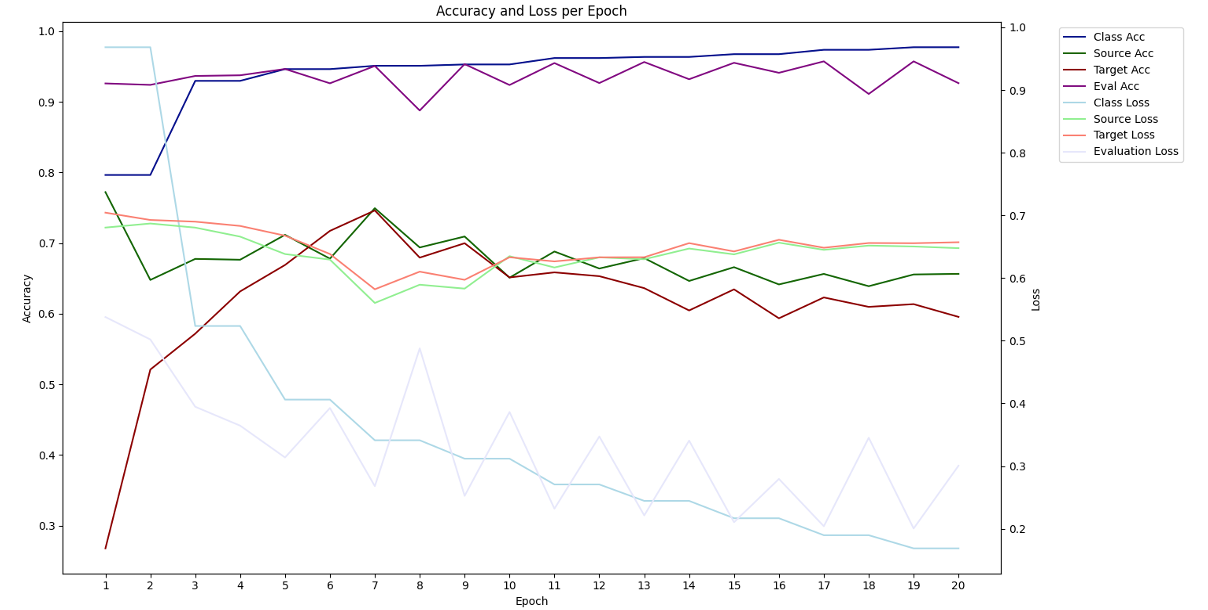 Accuracy and Loss per Epoch
1.0
0.9
0.8
0.7
0.6
0.5
0.4
0.3
Accuracy
1 2 3 4 5 6 7 8 9 10 11 12 13 14 15 16 17 18 19 20
Epoch
1.0
0.9
0.8
0.7
0.6
0.5
0.4
0.3
0.2
Loss
Class Acc
Source Acc
Target Acc
Eval Acc
Class Loss
Source Loss
Target Loss
Evaluation Loss